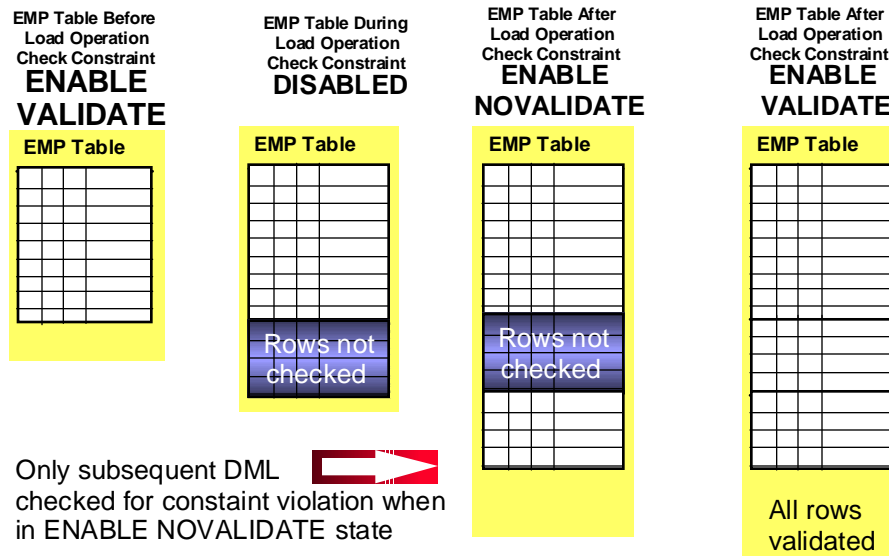 EMP Table Before
Load Operation
Check Constraint
ENABLE
VALIDATE
EMP Table
EMP Table During
Load Operation
Check Constraint
DISABLED
EMP Table
Rows not
checked
EMP Table After
Load Operation
Check Constraint
ENABLE
NOVALIDATE
EMP Table
Rows not
checked
EMP Table After
Load Operation
Check Constraint
ENABLE
VALIDATE
EMP Table
All rows
validated
Only subsequent DML
checked for constaint violation when
in ENABLE NOVALIDATE state